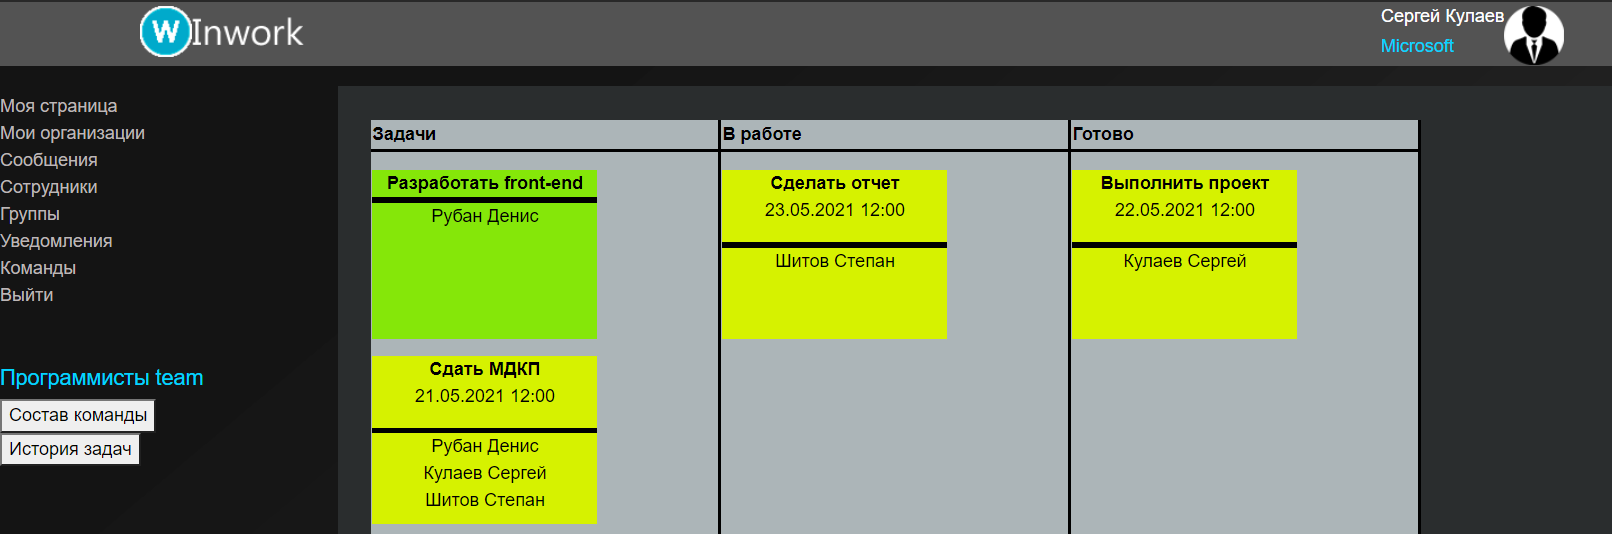 W Inwork
Сергей Кулаев
Microsoft
Моя страница
Мои организации
Сообщения
Сотрудники
Группы
Уведомления
Команды
Выйти
Программисты team
Состав команды
История задач
Задачи
Разработать front-end
Рубан Денис
Сдать МДКП
21.05.2021 12:00
Рубан Денис
Кулаев Сергей
Шитов Степан
В работе
Сделать отчет
23.05.2021 12:00
Шитов Степан
Готово
Выполнить проект
22.05.2021 12:00
Кулаев Сергей